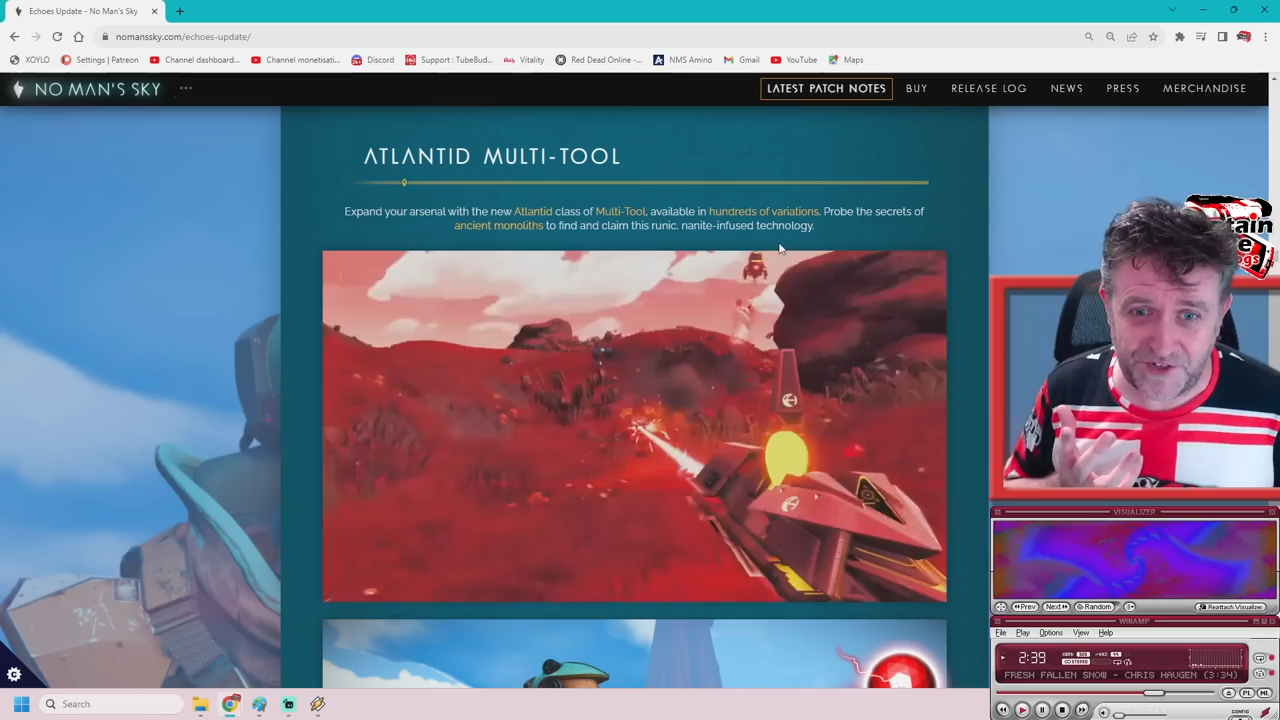 Echoes Update - No Man's Sky
nomanssky.com/echoes-update/
XOYLO
Settings | Patreon
Channel dashboard...
Channel monetisati...
Discord
Support : TubeBud...
Vitality
Red Dead Online -...
NMS Amino
Gmail
YouTube
Maps
NO MAN'S SKY
LATEST PATCH NOTES
BUY
RELEASE LOG
NEWS
PRESS
MERCHANDISE
ATLANTID MULTI-TOOL
Expand your arsenal with the new Atlantid class of Multi-Tool, available in hundreds of variations. Probe the secrets of
ancient monoliths to find and claim this runic, nanite-infused technology.
VISUALIZER
Prev
Next
Random
Reattach Visualizer
WINAMP
File Play Options View Help
2:39
STEREO
FRESH FALLEN SNOW - CHRIS HAUGEN (3:34)
PL
ML
CONFIG
Search